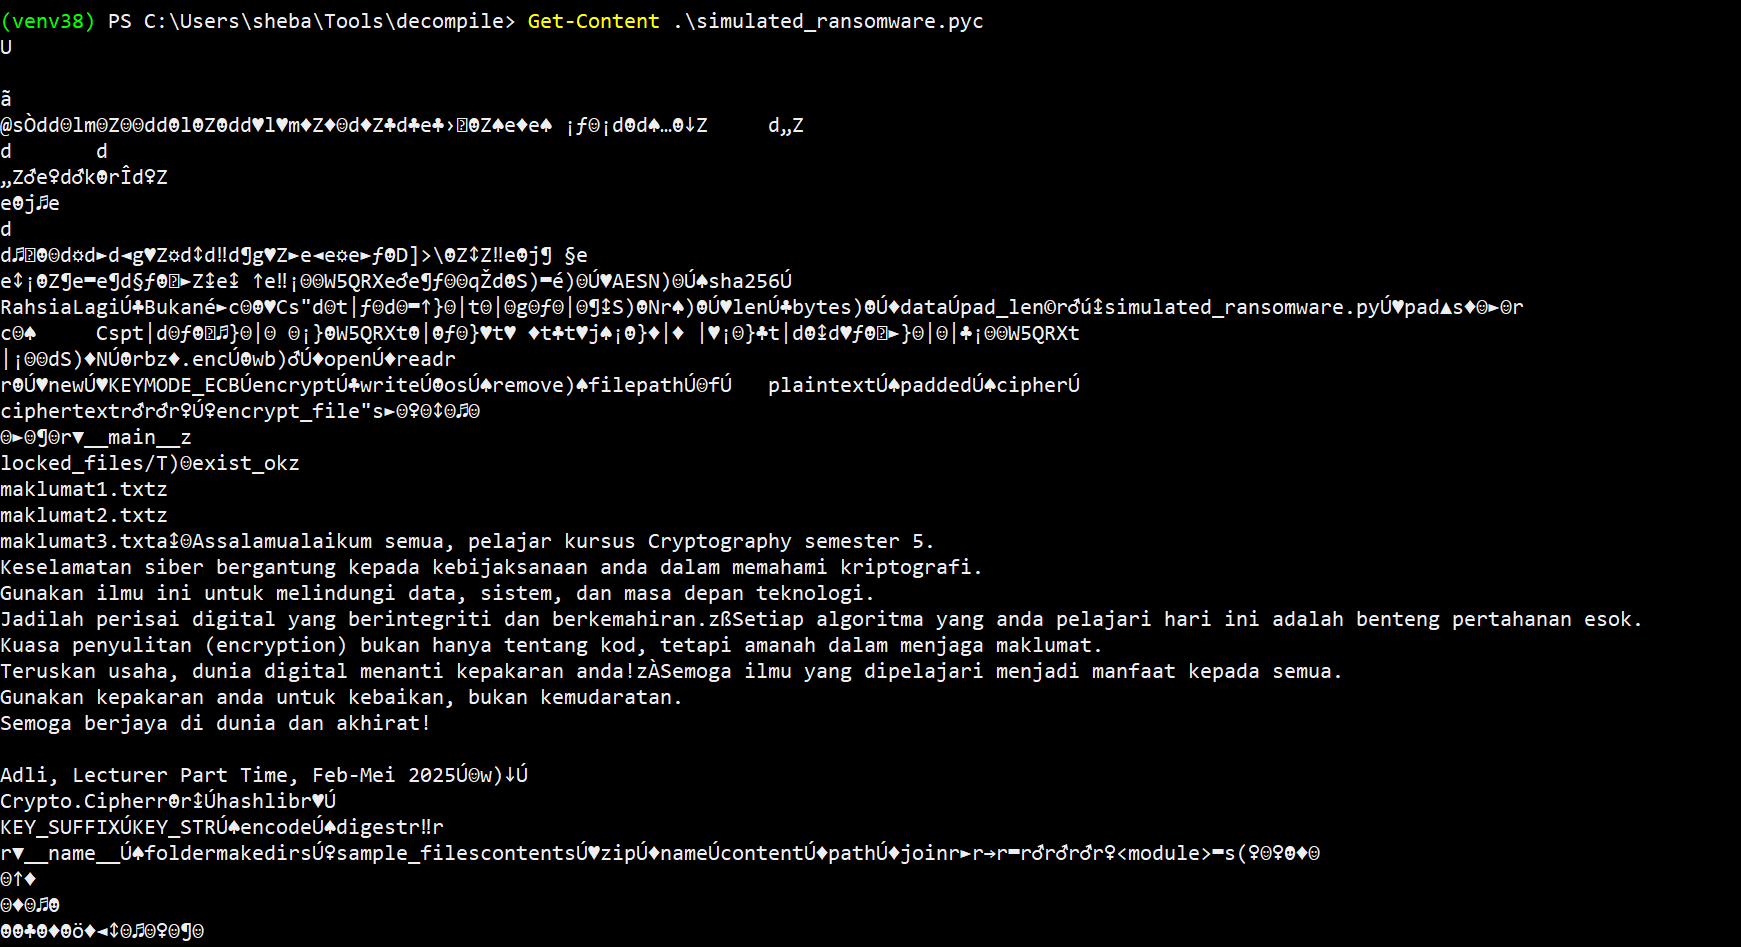 (venv38) PS C:\Users\sheba\Tools\decompile> Get-Content .\simulated_ransomware.pyc
U
ã
@sÒdd☺lm☺Z☺☺dd☻l☻Z☻dd♥l♥m♦Z♦☺d♦Z♣d♣e♣›☻Z♠e♦e♠ ¡ƒ☺¡d☻d♠…☻↓Z d„Z
d d
„Z♂e♀d♂k☻rÎd♀Z
e☻j♫e
d
d♫☻☺d☼d►d◄g♥Z☼d↕d‼d¶g♥Z►e◄e☼e►ƒ☻D]>\☻Z↕Z‼e☻j¶ §e
e↕¡☻Z¶e▬e¶d§ƒ☻►Z↨e↨ ↑e‼¡☺☺W5QRXe♂e¶ƒ☺☺qŽd☻S)▬é)☺Ú♥AESN)☺Ú♠sha256Ú
RahsiaLagiÚ♣Bukané►c☺☻♥Cs"d☺t|ƒ☺d☺▬↑}☺|t☺|☺g☺ƒ☺|☺¶↨S)☻Nr♠)☻Ú♥lenÚ♣bytes)☻Ú♦dataÚpad_len©r♂ú↨simulated_ransomware.pyÚ♥pad▲s♦☺►☺r
c☺♠ Cspt|d☺ƒ☻♫}☺|☺ ☺¡}☻W5QRXt☻|☻ƒ☺}♥t♥ ♦t♣t♥j♠¡☻}♦|♦ |♥¡☺}♣t|d☻↨d♥ƒ☻►}☺|☺|♣¡☺☺W5QRXt
|¡☺☺dS)♦NÚ☻rbz♦.encÚ☻wb)♂Ú♦openÚ♦readr
r☻Ú♥newÚ♥KEYMODE_ECBÚencryptÚ♣writeÚ☻osÚ♠remove)♠filepathÚ☺fÚ plaintextÚ♠paddedÚ♠cipherÚ
ciphertextr♂r♂r♀Ú♀encrypt_file"s►☺♀☺↕☺♫☺
☺►☺¶☺r▼__main__z
locked_files/T)☺exist_okz
maklumat1.txtz
maklumat2.txtz
maklumat3.txta↨☺Assalamualaikum semua, pelajar kursus Cryptography semester 5.
Keselamatan siber bergantung kepada kebijaksanaan anda dalam memahami kriptografi.
Gunakan ilmu ini untuk melindungi data, sistem, dan masa depan teknologi.
Jadilah perisai digital yang berintegriti dan berkemahiran.zßSetiap algoritma yang anda pelajari hari ini adalah benteng pertahanan esok.
Kuasa penyulitan (encryption) bukan hanya tentang kod, tetapi amanah dalam menjaga maklumat.
Teruskan usaha, dunia digital menanti kepakaran anda!zÀSemoga ilmu yang dipelajari menjadi manfaat kepada semua.
Gunakan kepakaran anda untuk kebaikan, bukan kemudaratan.
Semoga berjaya di dunia dan akhirat!
Adli, Lecturer Part Time, Feb-Mei 2025Ú☺w)↓Ú
Crypto.Cipherr☻r↨Úhashlibr♥Ú
KEY_SUFFIXÚKEY_STRÚ♠encodeÚ♠digestr‼r
r▼__name__Ú♠foldermakedirsÚ♀sample_filescontentsÚ♥zipÚ♦nameÚcontentÚ♦pathÚ♦joinr►r→r▬r♂r♂r♂r♀<module>▬s(♀☺♀☻♦☺
☺↑♦
☺♦☺♫☻
☻☻♣☻♦☻ö♦◄↕☺♫☺♀☺¶☺